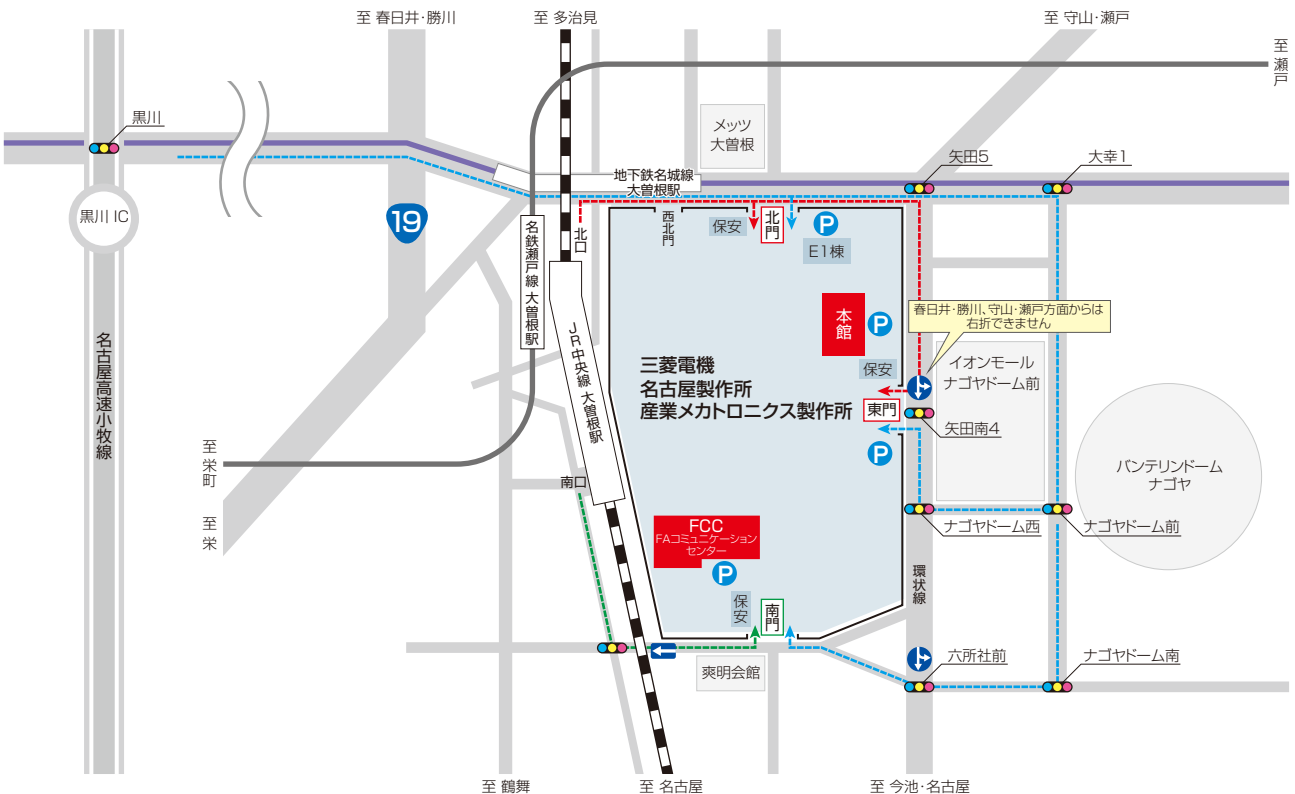 至 春日井・勝川
至 多治見
至 守山・瀬戸
至瀬戸
黒川
メッツ
大曽根
矢田5
大幸1
地下鉄名城線
大曽根駅
黒川 IC
19
名鉄瀬戸線 大曽根駅
北口
西北門
保安
北門
P
E1棟
本館
P
春日井・勝川、守山・瀬戸方面からは
右折できません
名古屋高速小牧線
JR中央線 大曽根駅
三菱電機
名古屋製作所
産業メカトロニクス製作所
保安
東門
イオンモール
ナゴヤドーム前
矢田南4
P
バンテリンドーム
ナゴヤ
至栄町
至栄
南口
FCC
FAコミュニケーション
センター
P
ナゴヤドーム西
ナゴヤドーム前
環状線
保安
南門
爽明会館
六所社前
ナゴヤドーム南
至 鶴舞
至 名古屋
至 今池・名古屋